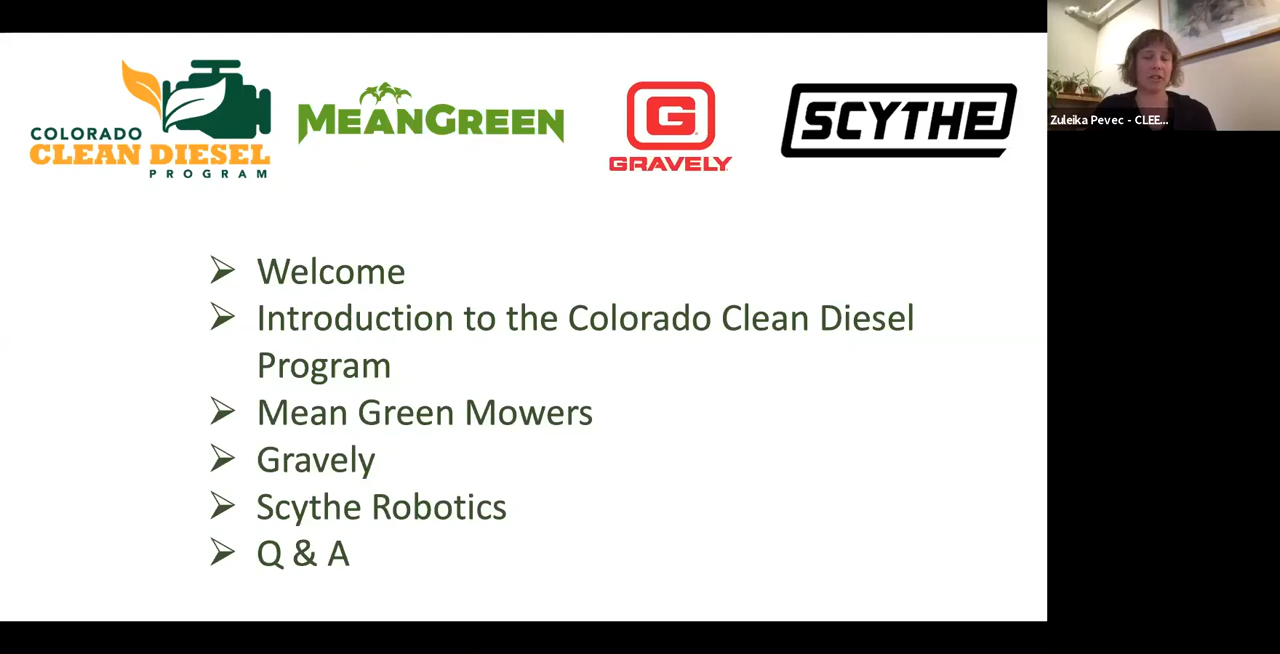 COLORADO
CLEAN DIESEL
PROGRAM
MEANGREEN
G
GRAVELY
SCYTHE
Zuleika Pevec - CLEE...
Welcome
Introduction to the Colorado Clean Diesel
Program
Mean Green Mowers
Gravely
Scythe Robotics
Q & A